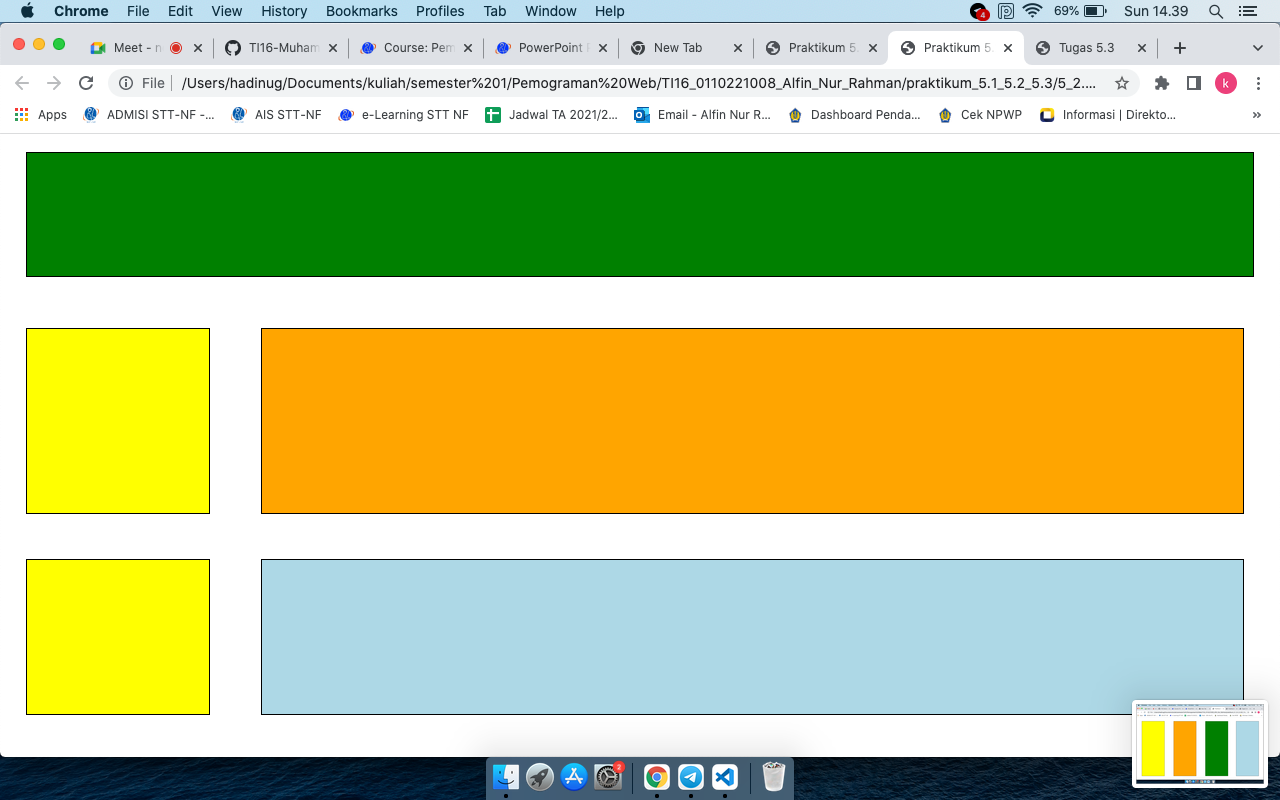 Chrome File Edit View History Bookmarks Profiles Tab Window Help 4 69% Sun 14.39
Meet - n TI16-Muham Course: Pem PowerPoint New Tab Praktikum 5. Praktikum 5. Tugas 5.3
File /Users/hadinug/Documents/kuliah/semester%201/Pemograman%20Web/TI16_0110221008_Alfin_Nur_Rahman/praktikum_5.1_5.2_5.3/5_2.... k
Apps ADMISI STT-NF -... AIS STT-NF e-Learning STT NF Jadwal TA 2021/2... Email - Alfin Nur R... Dashboard Penda... Cek NPWP Informasi | Direkto... »
2